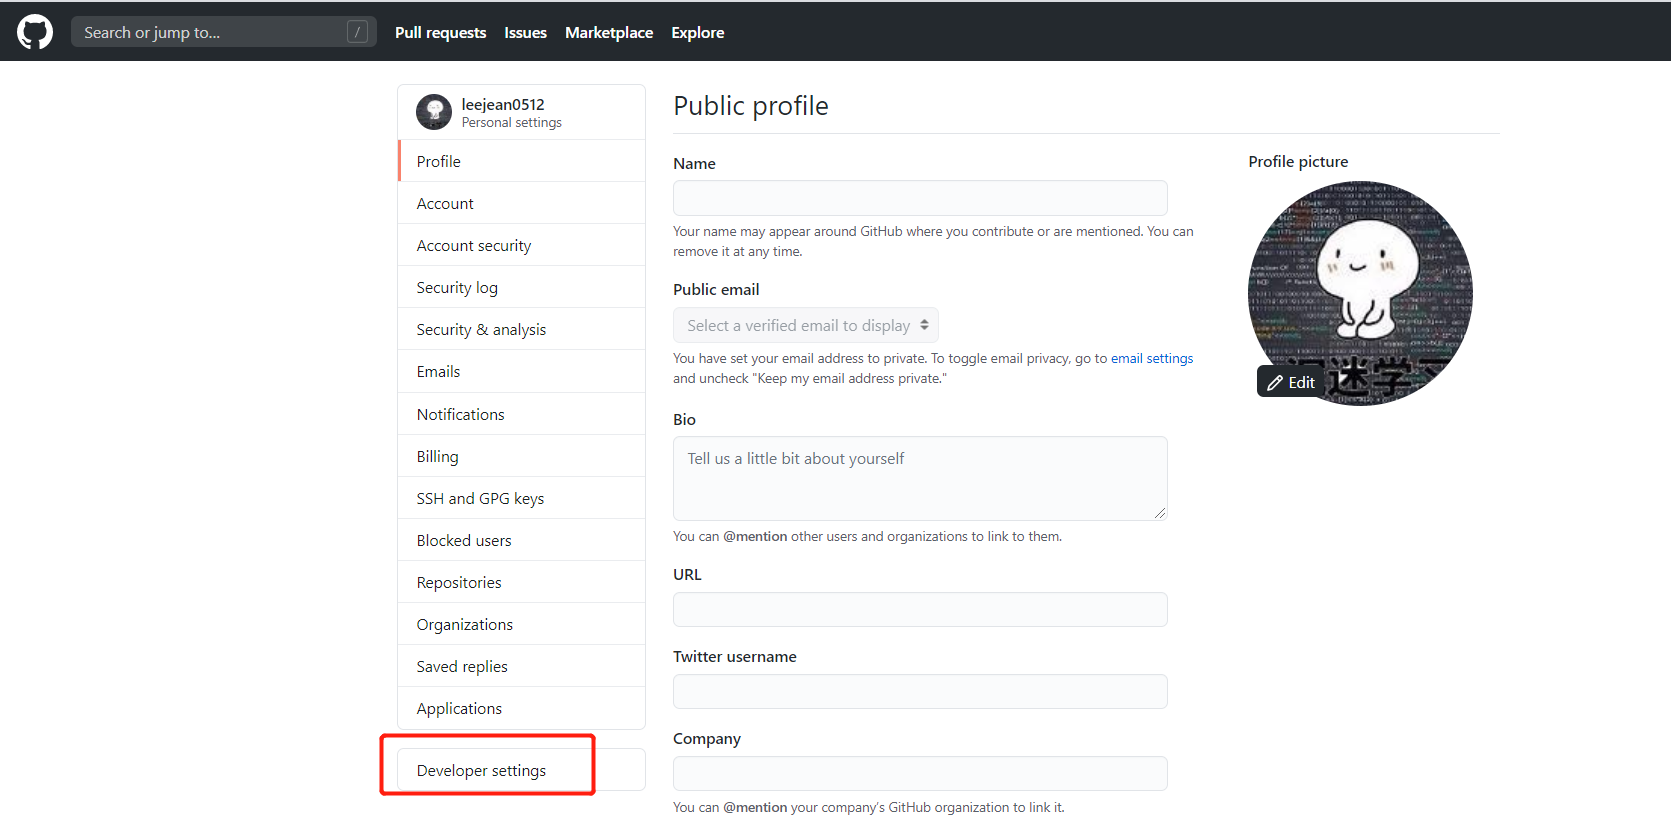 Search or jump to...
/
Pull requests
Issues
Marketplace
Explore
leejean0512
Personal settings
Profile
Account
Account security
Security log
Security & analysis
Emails
Notifications
Billing
SSH and GPG keys
Blocked users
Repositories
Organizations
Saved replies
Applications
Developer settings
Public profile
Name
Your name may appear around GitHub where you contribute or are mentioned. You can
remove it at any time.
Public email
Select a verified email to display
You have set your email address to private. To toggle email privacy, go to email settings
and uncheck "Keep my email address private."
Bio
Tell us a little bit about yourself
You can @mention other users and organizations to link to them.
URL
Twitter username
Company
You can @mention your company's GitHub organization to link it.
Profile picture
迷学
Edit